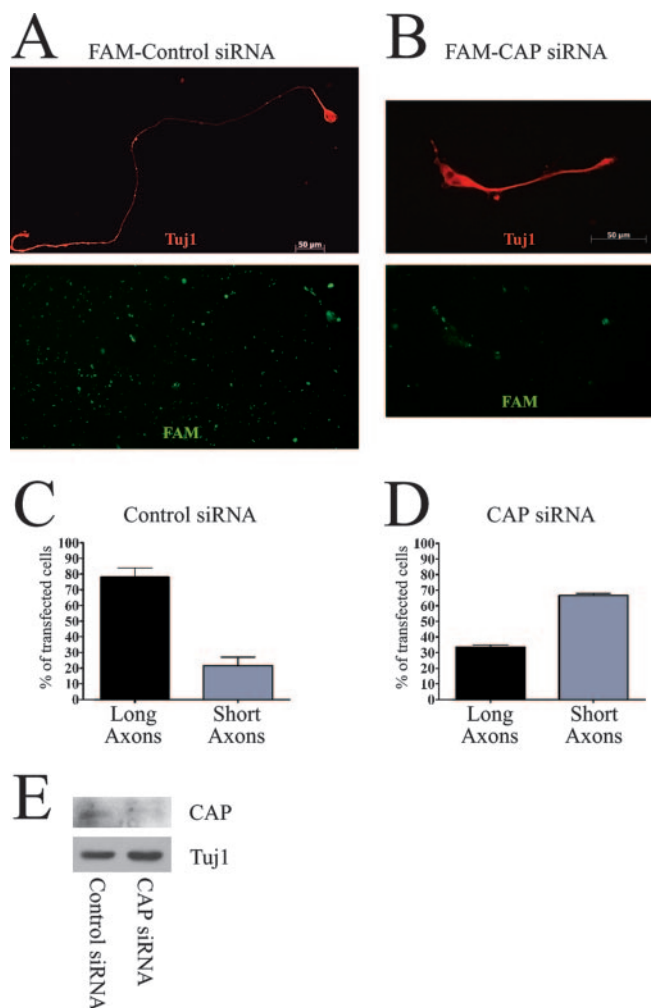 A
FAM-Control siRNA
Tuj1
50 µm
FAM
B
FAM-CAP siRNA
Tuj1
50 µm
FAM
C
Control siRNA
% of transfected cells
100
90
80
70
60
50
40
30
20
10
0
Long Axons
Short Axons
D
CAP siRNA
% of transfected cells
100
90
80
70
60
50
40
30
20
10
0
Long Axons
Short Axons
E
CAP
Tuj1
Control siRNA
CAP siRNA